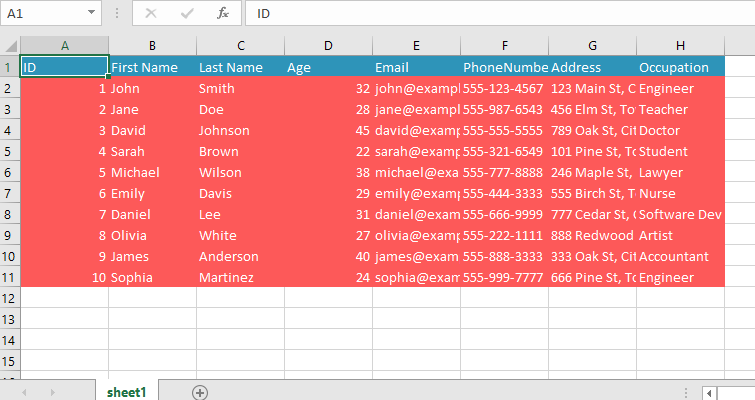 A1 fx ID
A B C D E F G H
1 ID First Name Last Name Age Email PhoneNumbe Address Occupation
2 1 John Smith 32 john@exampl 555-123-4567 123 Main St, C Engineer
3 2 Jane Doe 28 jane@exampl 555-987-6543 456 Elm St, To Teacher
4 3 David Johnson 45 david@examp 555-555-5555 789 Oak St, Cit Doctor
5 4 Sarah Brown 22 sarah@examp 555-321-6549 101 Pine St, To Student
6 5 Michael Wilson 38 michael@exa 555-777-8888 246 Maple St, Lawyer
7 6 Emily Davis 29 emily@examp 555-444-3333 555 Birch St, T Nurse
8 7 Daniel Lee 31 daniel@exam 555-666-9999 777 Cedar St, Software Dev
9 8 Olivia White 27 olivia@examp 555-222-1111 888 Redwood Artist
10 9 James Anderson 40 james@exam 555-888-3333 333 Oak St, Cit Accountant
11 10 Sophia Martinez 24 sophia@exam 555-999-7777 666 Pine St, To Engineer
12
13
14
15
sheet1